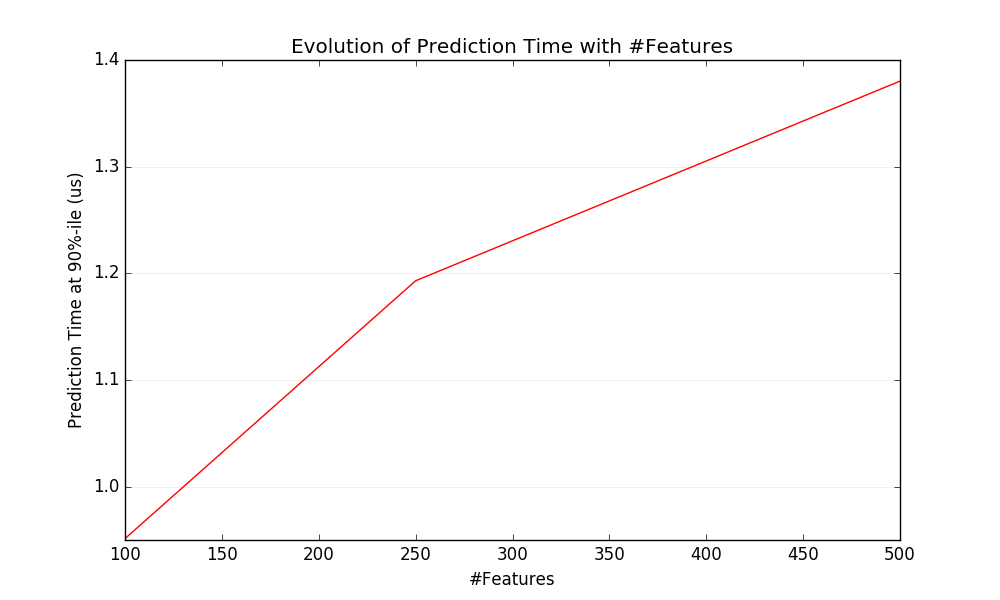 Evolution of Prediction Time with #Features
1.4
1.3
1.2
1.1
1.0
Prediction Time at 90%-ile (us)
100 150 200 250 300 350 400 450 500
#Features